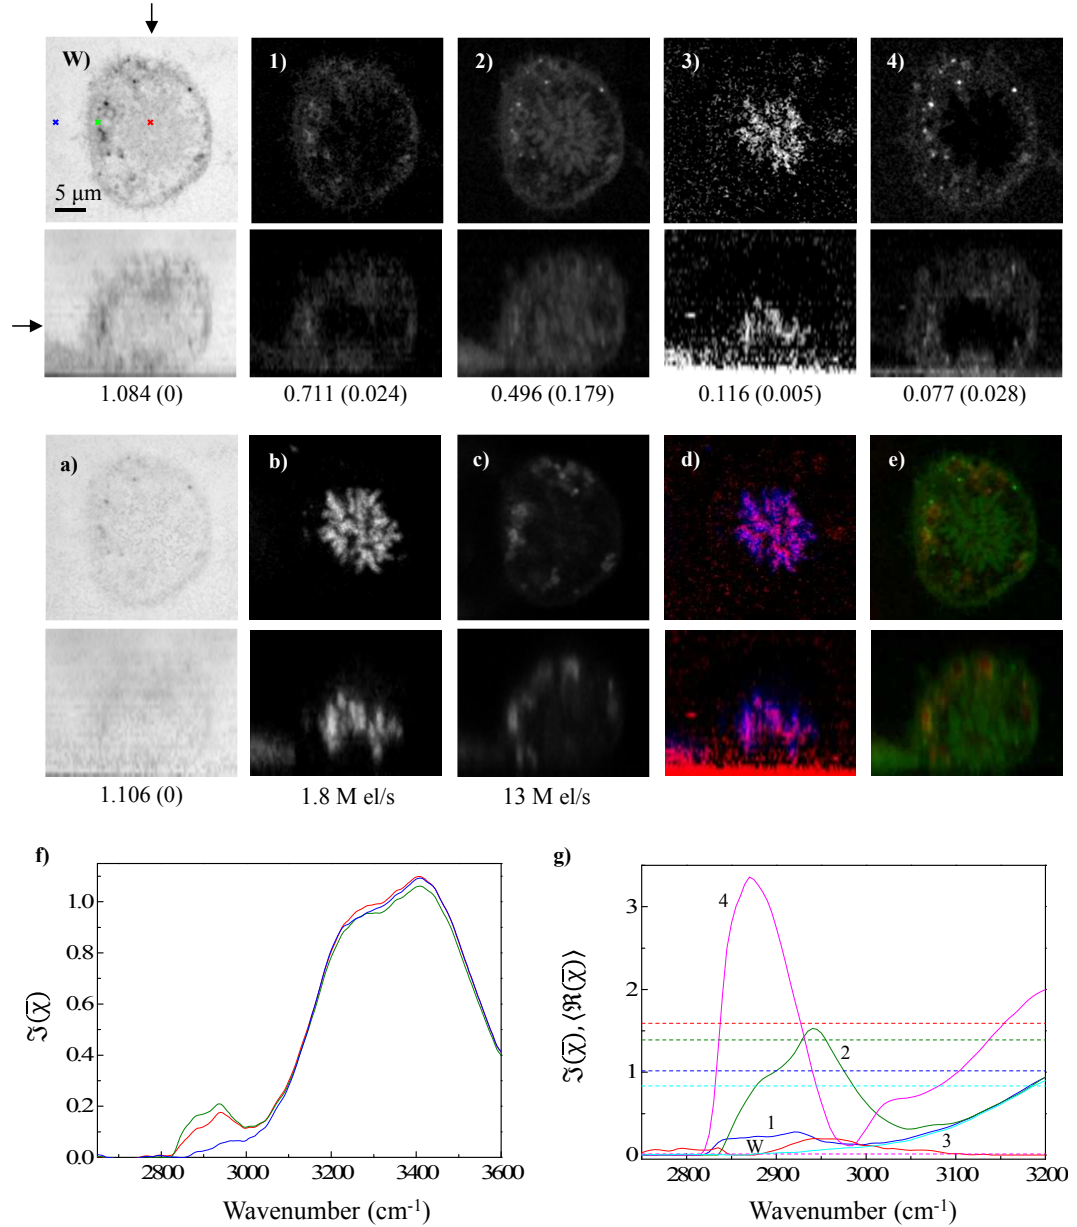 W) 1) 2) 3) 4)
5 μm
1.084 (0) 0.711 (0.024) 0.496 (0.179) 0.116 (0.005) 0.077 (0.028)
a) b) c) d) e)
1.106 (0) 1.8 M el/s 13 M el/s
f) g)
1.0
0.8
0.6
0.4
0.2
0.0
2800 3000 3200 3400 3600
Wavenumber (cm⁻¹)
ℑ(χ̅)
3
2
1
0
4
2
1
W
3
2800 2900 3000 3100 3200
Wavenumber (cm⁻¹)
ℑ(χ̅), ⟨ℜ(χ̅)⟩